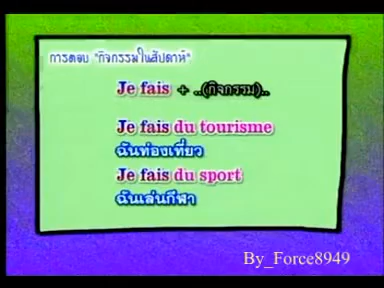 การตอบ "กิจกรรมในสัปดาห์"
Je fais + ..(กิจกรรม)..
Je fais du tourisme
ฉันท่องเที่ยว
Je fais du sport
ฉันเล่นกีฬา
By_Force8949